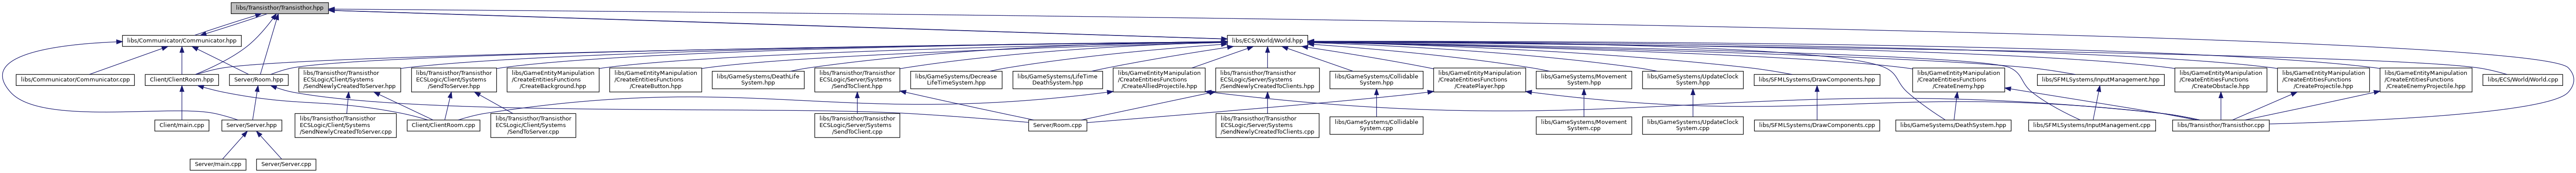 libs/Transisthor/Transisthor.hpp
libs/Communicator/Communicator.hpp
libs/ECS/World/World.hpp
libs/Communicator/Communicator.cpp
Client/ClientRoom.hpp
Server/Room.hpp
libs/Transisthor/Transisthor
ECSLogic/Client/Systems
/SendNewlyCreatedToServer.hpp
libs/Transisthor/Transisthor
ECSLogic/Client/Systems
/SendToServer.hpp
libs/GameEntityManipulation
/CreateEntitiesFunctions
/CreateBackground.hpp
libs/GameEntityManipulation
/CreateEntitiesFunctions
/CreateButton.hpp
libs/GameSystems/DeathLife
System.hpp
libs/Transisthor/Transisthor
ECSLogic/Server/Systems
/SendToClient.hpp
libs/GameSystems/Decrease
LifeTimeSystem.hpp
libs/GameSystems/LifeTime
DeathSystem.hpp
libs/GameEntityManipulation
/CreateEntitiesFunctions
/CreateAlliedProjectile.hpp
libs/Transisthor/Transisthor
ECSLogic/Server/Systems
/SendNewlyCreatedToClients.hpp
libs/GameSystems/Collidable
System.hpp
libs/GameEntityManipulation
/CreateEntitiesFunctions
/CreatePlayer.hpp
libs/GameSystems/Movement
System.hpp
libs/GameSystems/UpdateClock
System.hpp
libs/SFMLSystems/DrawComponents.hpp
libs/GameEntityManipulation
/CreateEntitiesFunctions
/CreateEnemy.hpp
libs/SFMLSystems/InputManagement.hpp
libs/GameEntityManipulation
/CreateEntitiesFunctions
/CreateObstacle.hpp
libs/GameEntityManipulation
/CreateEntitiesFunctions
/CreateProjectile.hpp
libs/GameEntityManipulation
/CreateEntitiesFunctions
/CreateEnemyProjectile.hpp
libs/ECS/World/World.cpp
Client/main.cpp
Server/Server.hpp
libs/Transisthor/Transisthor
ECSLogic/Client/Systems
/SendNewlyCreatedToServer.cpp
Client/ClientRoom.cpp
libs/Transisthor/Transisthor
ECSLogic/Client/Systems
/SendToServer.cpp
libs/Transisthor/Transisthor
ECSLogic/Server/Systems
/SendToClient.cpp
Server/Room.cpp
libs/Transisthor/Transisthor
ECSLogic/Server/Systems
/SendNewlyCreatedToClients.cpp
libs/GameSystems/Collidable
System.cpp
libs/GameSystems/Movement
System.cpp
libs/GameSystems/UpdateClock
System.cpp
libs/SFMLSystems/DrawComponents.cpp
libs/GameSystems/DeathSystem.hpp
libs/SFMLSystems/InputManagement.cpp
libs/Transisthor/Transisthor.cpp
Server/main.cpp
Server/Server.cpp